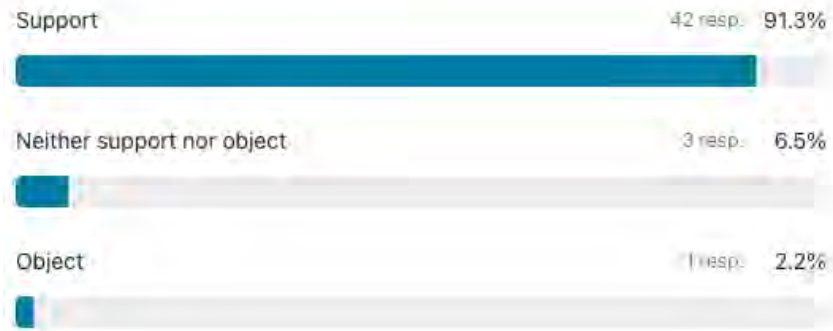 Support 42 resp. 91.3%
Neither support nor object 3 resp. 6.5%
Object 1 resp. 2.2%